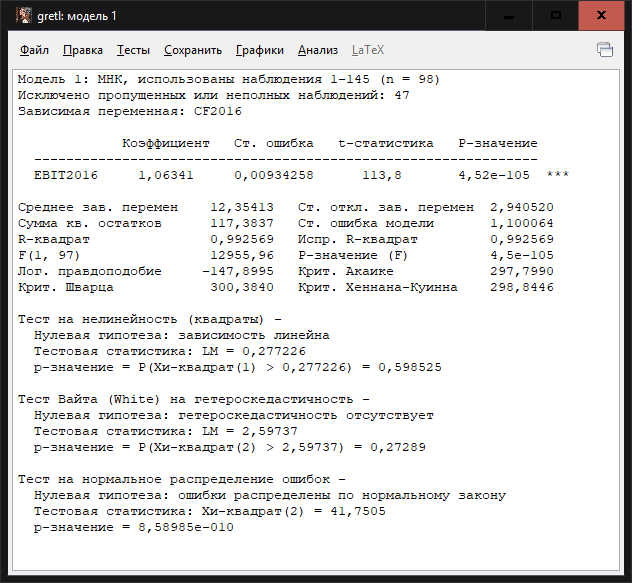 gretl: модель 1
Файл Правка Тесты Сохранить Графики Анализ LaTeX
Модель 1: МНК, использованы наблюдения 1-145 (n = 98)
Исключено пропущенных или неполных наблюдений: 47
Зависимая переменная: CF2016
Коэффициент Ст. ошибка t-статистика P-значение
---------------------------------------------------------------
EBIT2016 1,06341 0,00934258 113,8 4,52e-105 ***
Среднее зав. перемен 12,35413 Ст. откл. зав. перемен 2,940520
Сумма кв. остатков 117,3837 Ст. ошибка модели 1,100064
R-квадрат 0,992569 Испр. R-квадрат 0,992569
F(1, 97) 12955,96 Р-значение (F) 4,5e-105
Лог. правдоподобие -147,8995 Крит. Акаике 297,7990
Крит. Шварца 300,3840 Крит. Хеннана-Куинна 298,8446
Тест на нелинейность (квадраты) -
Нулевая гипотеза: зависимость линейна
Тестовая статистика: LM = 0,277226
р-значение = P(Хи-квадрат(1) > 0,277226) = 0,598525
Тест Вайта (White) на гетероскедастичность -
Нулевая гипотеза: гетероскедастичность отсутствует
Тестовая статистика: LM = 2,59737
р-значение = P(Хи-квадрат(2) > 2,59737) = 0,27289
Тест на нормальное распределение ошибок -
Нулевая гипотеза: ошибки распределены по нормальному закону
Тестовая статистика: Хи-квадрат(2) = 41,7505
р-значение = 8,58985e-010